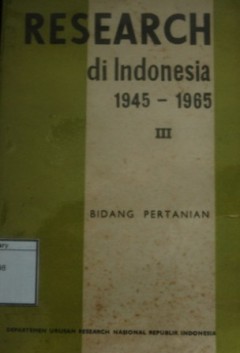 RESEARCH
di Indonesia
1945 - 1965
III
BIDANG PERTANIAN
DEPARTEMEN URUSAN RESEARCH NASIONAL REPUBLIK INDONESIA